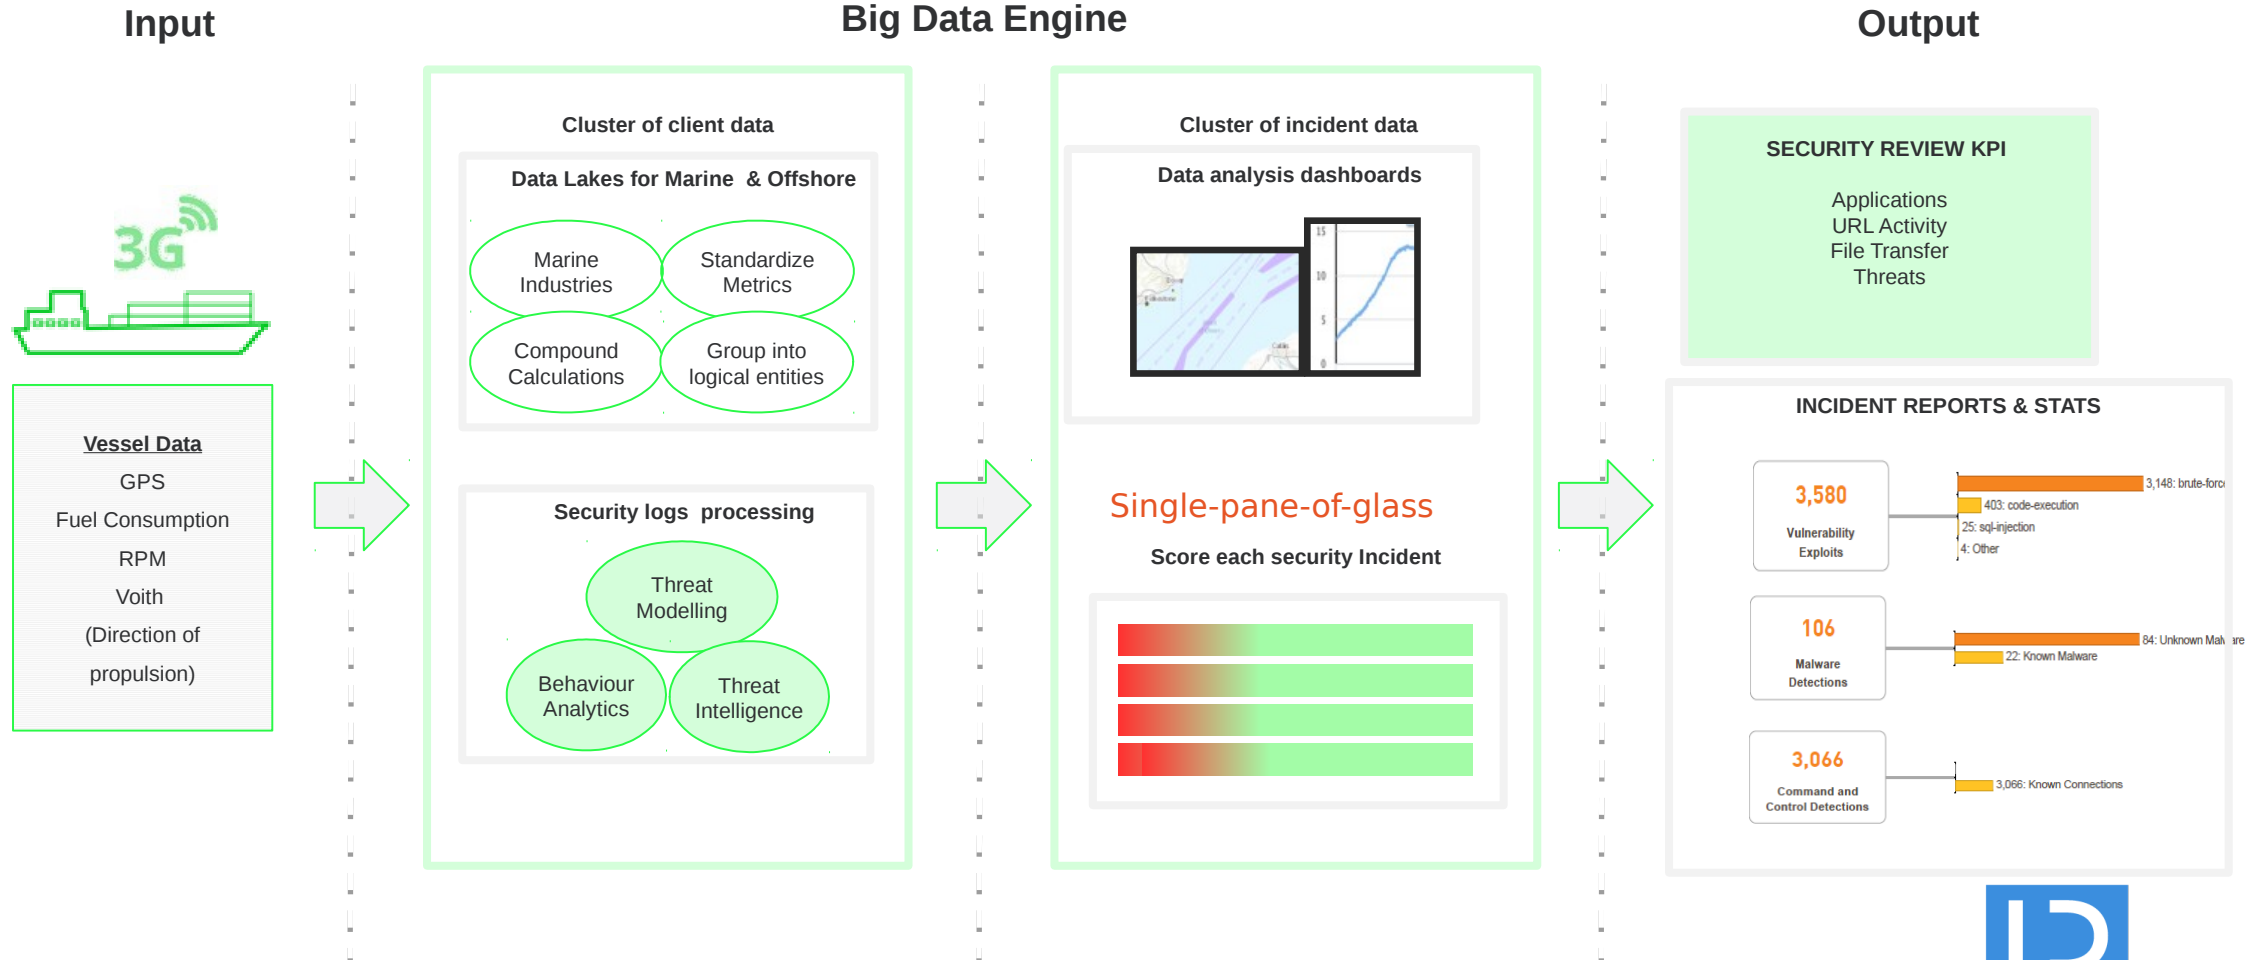 Input
Big Data Engine
Output
3G
Vessel Data
GPS
Fuel Consumption
RPM
Voith
(Direction of
propulsion)
Cluster of client data
Data Lakes for Marine & Offshore
Marine
Industries
Standardize
Metrics
Compound
Calculations
Group into
logical entities
Security logs processing
Threat
Modelling
Behaviour
Analytics
Threat
Intelligence
Cluster of incident data
Data analysis dashboards
15
10
5
0
Single-pane-of-glass
Score each security Incident
SECURITY REVIEW KPI
Applications
URL Activity
File Transfer
Threats
INCIDENT REPORTS & STATS
3,580
Vulnerability
Exploits
3,148: brute-forc
403: code-execution
25: sql-injection
4: Other
106
Malware
Detections
84: Unknown Malware
22: Known Malware
3,066
Command and
Control Detections
3,066: Known Connections